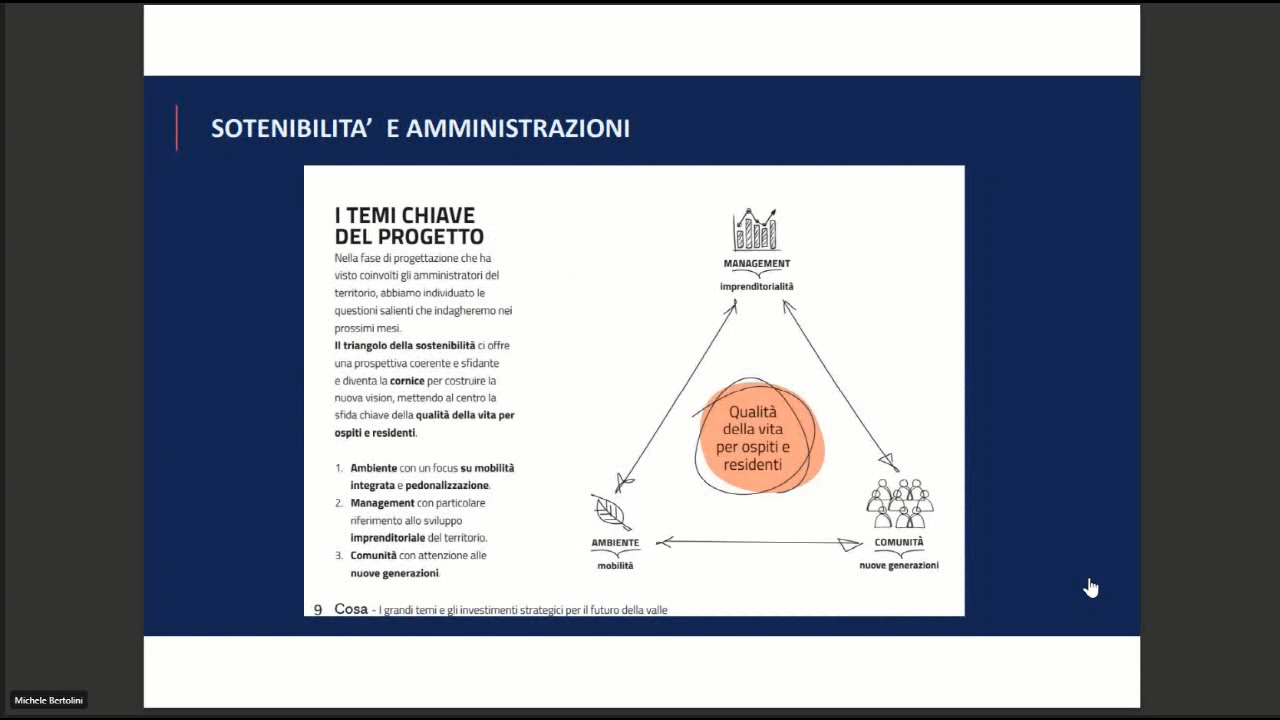 SOTENIBILITA’ E AMMINISTRAZIONI
I TEMI CHIAVE
DEL PROGETTO
Nella fase di progettazione che ha
visto coinvolti gli amministratori del
territorio, abbiamo individuato le
questioni salienti che indagheremo nei
prossimi mesi.
Il triangolo della sostenibilità ci offre
una prospettiva coerente e sfidante
e diventa la cornice per costruire la
nuova vision, mettendo al centro la
sfida chiave della qualità della vita per
ospiti e residenti.
1. Ambiente con un focus su mobilità
integrata e pedonalizzazione.
2. Management con particolare
riferimento allo sviluppo
imprenditoriale del territorio.
3. Comunità con attenzione alle
nuove generazioni.
MANAGEMENT
imprenditorialità
Qualità
della vita
per ospiti e
residenti
AMBIENTE
mobilità
COMUNITÀ
nuove generazioni
9 Cosa - I grandi temi e gli investimenti strategici per il futuro della valle
Michele Bertolini